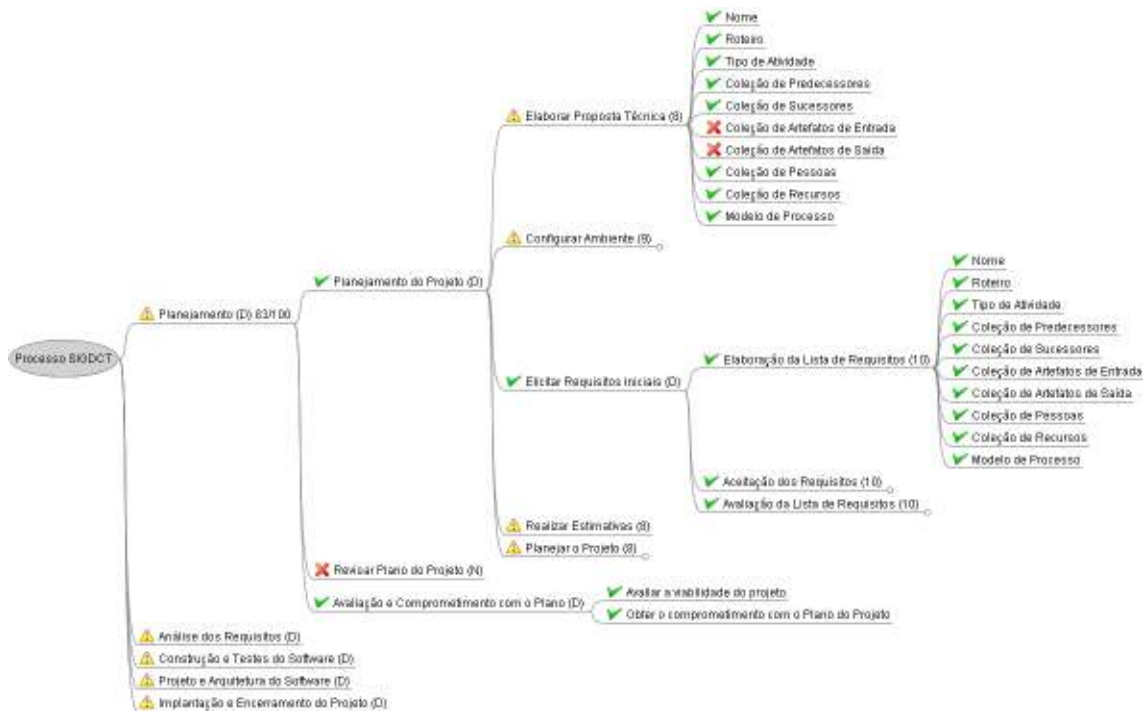 Nome
Roteiro
Tipo de Atividade
Coleção de Predecessores
Coleção de Sucessores
Elaborar Proposta Técnica (8)
Coleção de Artefatos de Entrada
Coleção de Artefatos de Saída
Coleção de Pessoas
Coleção de Recursos
Modelo de Processo
Configurar Ambiente (9)
Nome
Roteiro
Planejamento do Projeto (D)
Tipo de Atividade
Planejamento (D) 83/100
Coleção de Predecessores
Coleção de Sucessores
Processo SIGDCT
Elaboração da Lista de Requisitos (10)
Coleção de Artefatos de Entrada
Elicitar Requisitos iniciais (D)
Coleção de Artefatos de Saída
Coleção de Pessoas
Coleção de Recursos
Modelo de Processo
Aceitação dos Requisitos (10)
Avaliação da Lista de Requisitos (10)
Realizar Estimativas (8)
Planejar o Projeto (8)
Revisar Plano do Projeto (N)
Avaliar a viabilidade do projeto
Avaliação e Comprometimento com o Plano (D)
Obter o comprometimento com o Plano do Projeto
Análise dos Requisitos (D)
Construção e Testes do Software (D)
Projeto e Arquitetura do Software (D)
Implantação e Encerramento do Projeto (D)